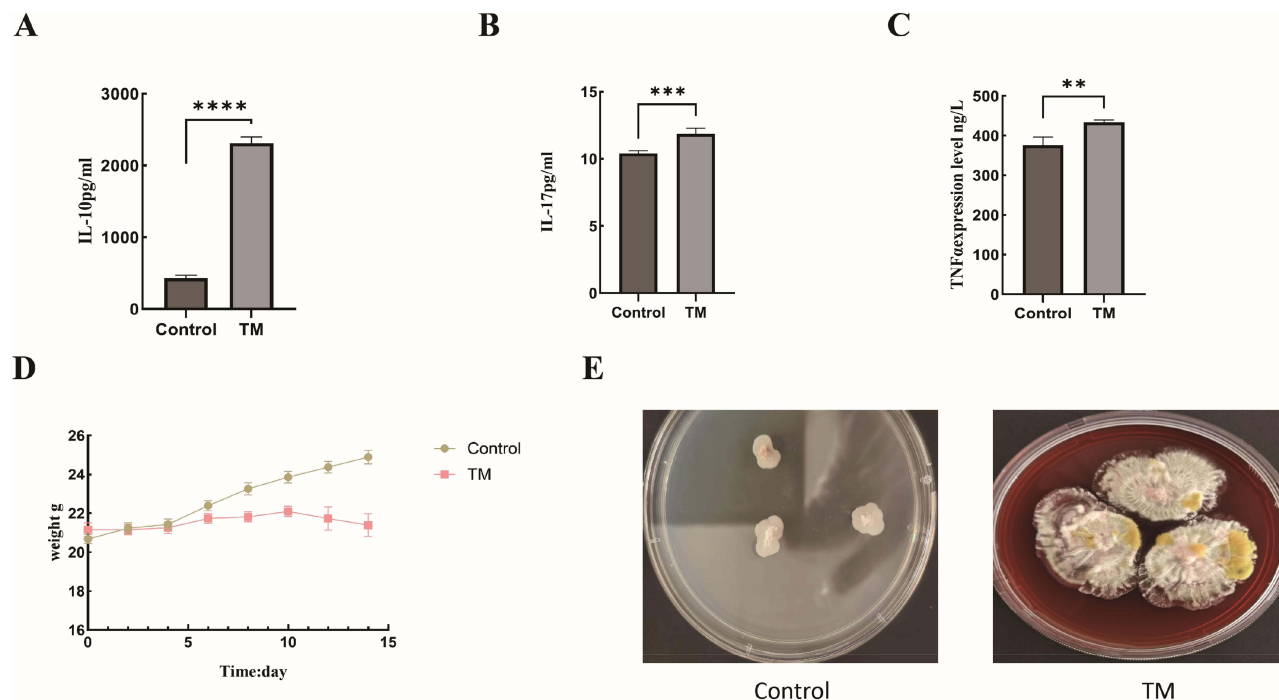 A
B
C
3000
2000
1000
0
IL-10pg/ml
****
Control
TM
15
10
5
0
IL-17pg/ml
***
Control
TM
500
400
300
200
100
0
TNFαexpression level ng/L
**
Control
TM
D
E
26
24
22
20
18
16
weight g
0
5
10
15
Time:day
Control
TM
Control
TM